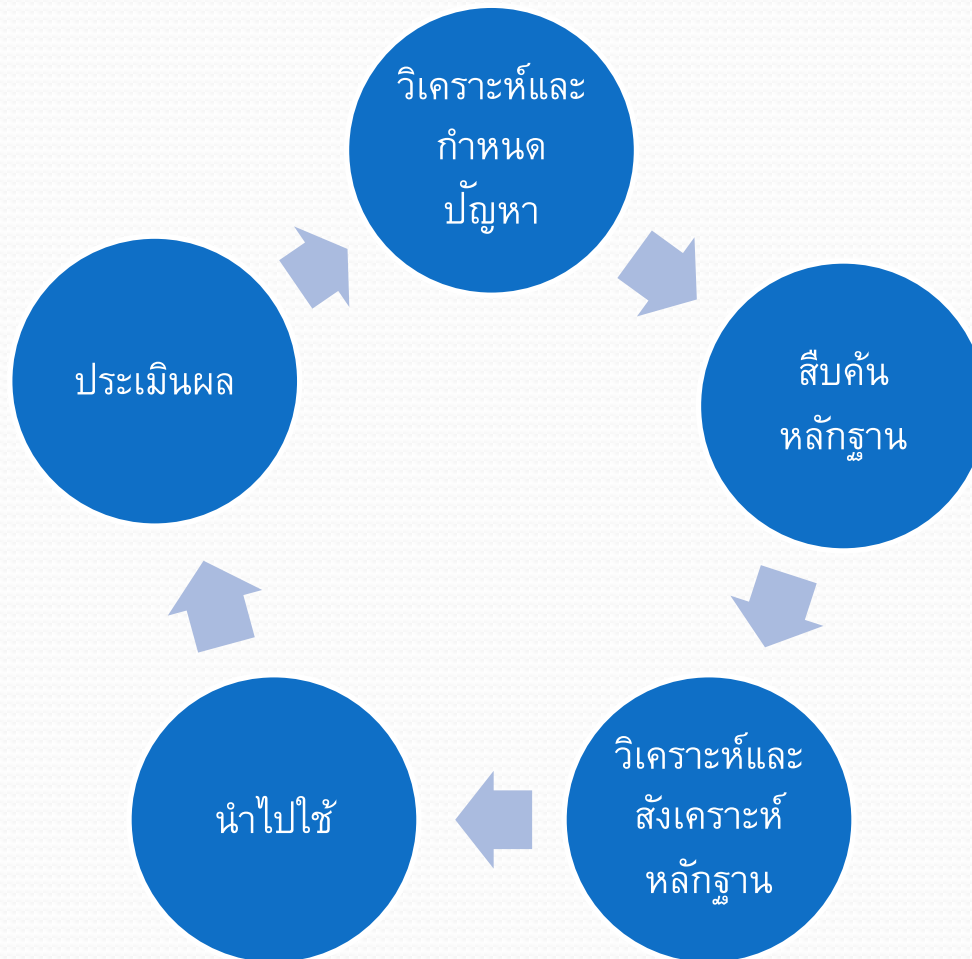 วิเคราะห์และ
กำหนด
ปัญหา
สืบค้น
หลักฐาน
วิเคราะห์และ
สังเคราะห์
หลักฐาน
นำไปใช้
ประเมินผล